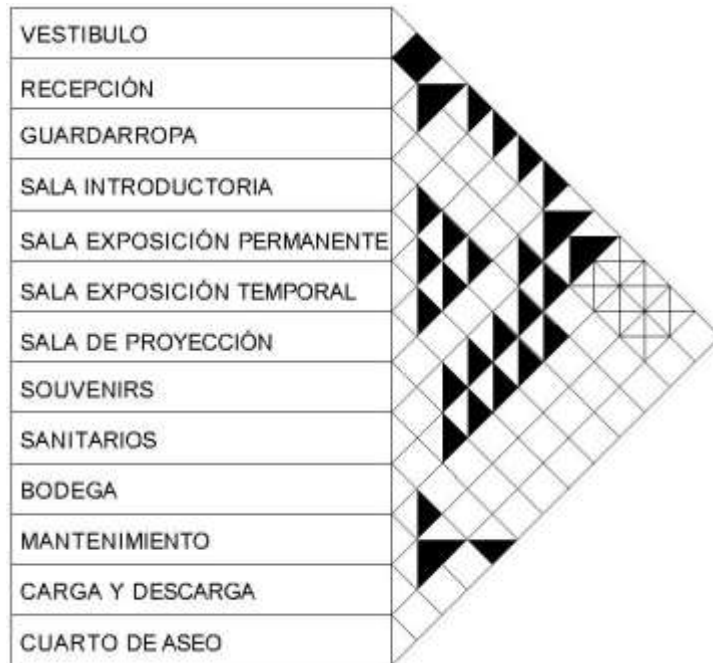 VESTIBULO
RECEPCIÓN
GUARDARROPA
SALA INTRODUCTORIA
SALA EXPOSICIÓN PERMANENTE
SALA EXPOSICIÓN TEMPORAL
SALA DE PROYECCIÓN
SOUVENIRS
SANITARIOS
BODEGA
MANTENIMIENTO
CARGA Y DESCARGA
CUARTO DE ASEO